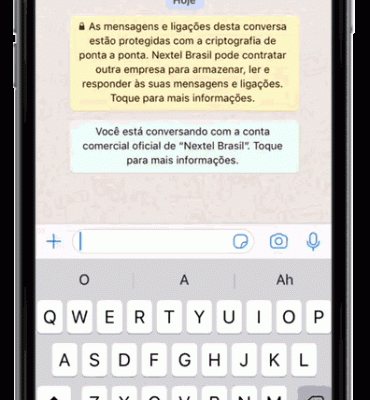 Hoje
As mensagens e ligações desta conversa
estão protegidas com a criptografia de
ponta a ponta. Nextel Brasil pode contratar
outra empresa para armazenar, ler e
responder às suas mensagens e ligações.
Toque para mais informações.
Você está conversando com a conta
comercial oficial de “Nextel Brasil”. Toque
para mais informações.
O A Ah
Q W E R T Y U I O P
A S D F G H J K L
Z X C V B N M